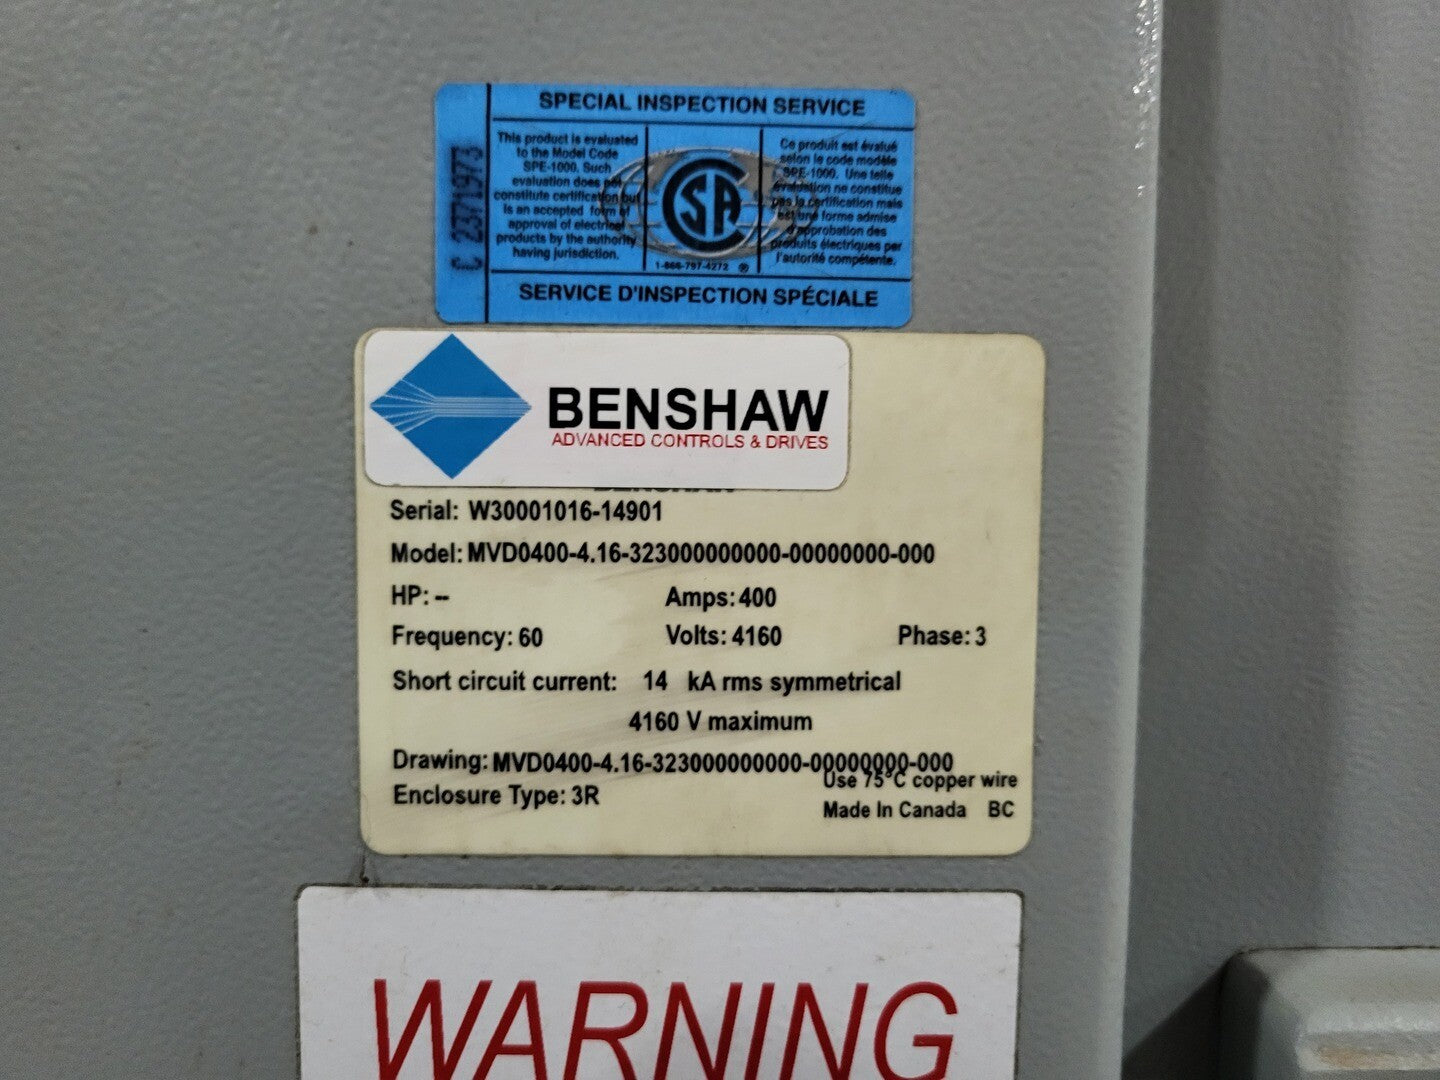 SPECIAL INSPECTION SERVICE
C 2371973
This product is evaluated
to the Model Code
SPE-1000. Such
evaluation does not
constitute certification but
Is an accepted form of
approval of electrical
products by the authority
having jurisdiction.
CSA
1-866-797-4272 ®
Ce produit est évalué
selon le code modèle
SPE-1000. Une telle
évaluation ne constitue
pas la certification mais
est une forme admise
d'approbation des
produits électriques par
l'autorité compétente.
SERVICE D'INSPECTION SPÉCIALE
BENSHAW
ADVANCED CONTROLS & DRIVES
Serial: W30001016-14901
Model: MVD0400-4.16-323000000000-00000000-000
HP: -- Amps: 400
Frequency: 60 Volts: 4160 Phase: 3
Short circuit current: 14 kA rms symmetrical
4160 V maximum
Drawing: MVD0400-4.16-323000000000-00000000-000
Use 75°C copper wire
Enclosure Type: 3R
Made In Canada BC
WARNING